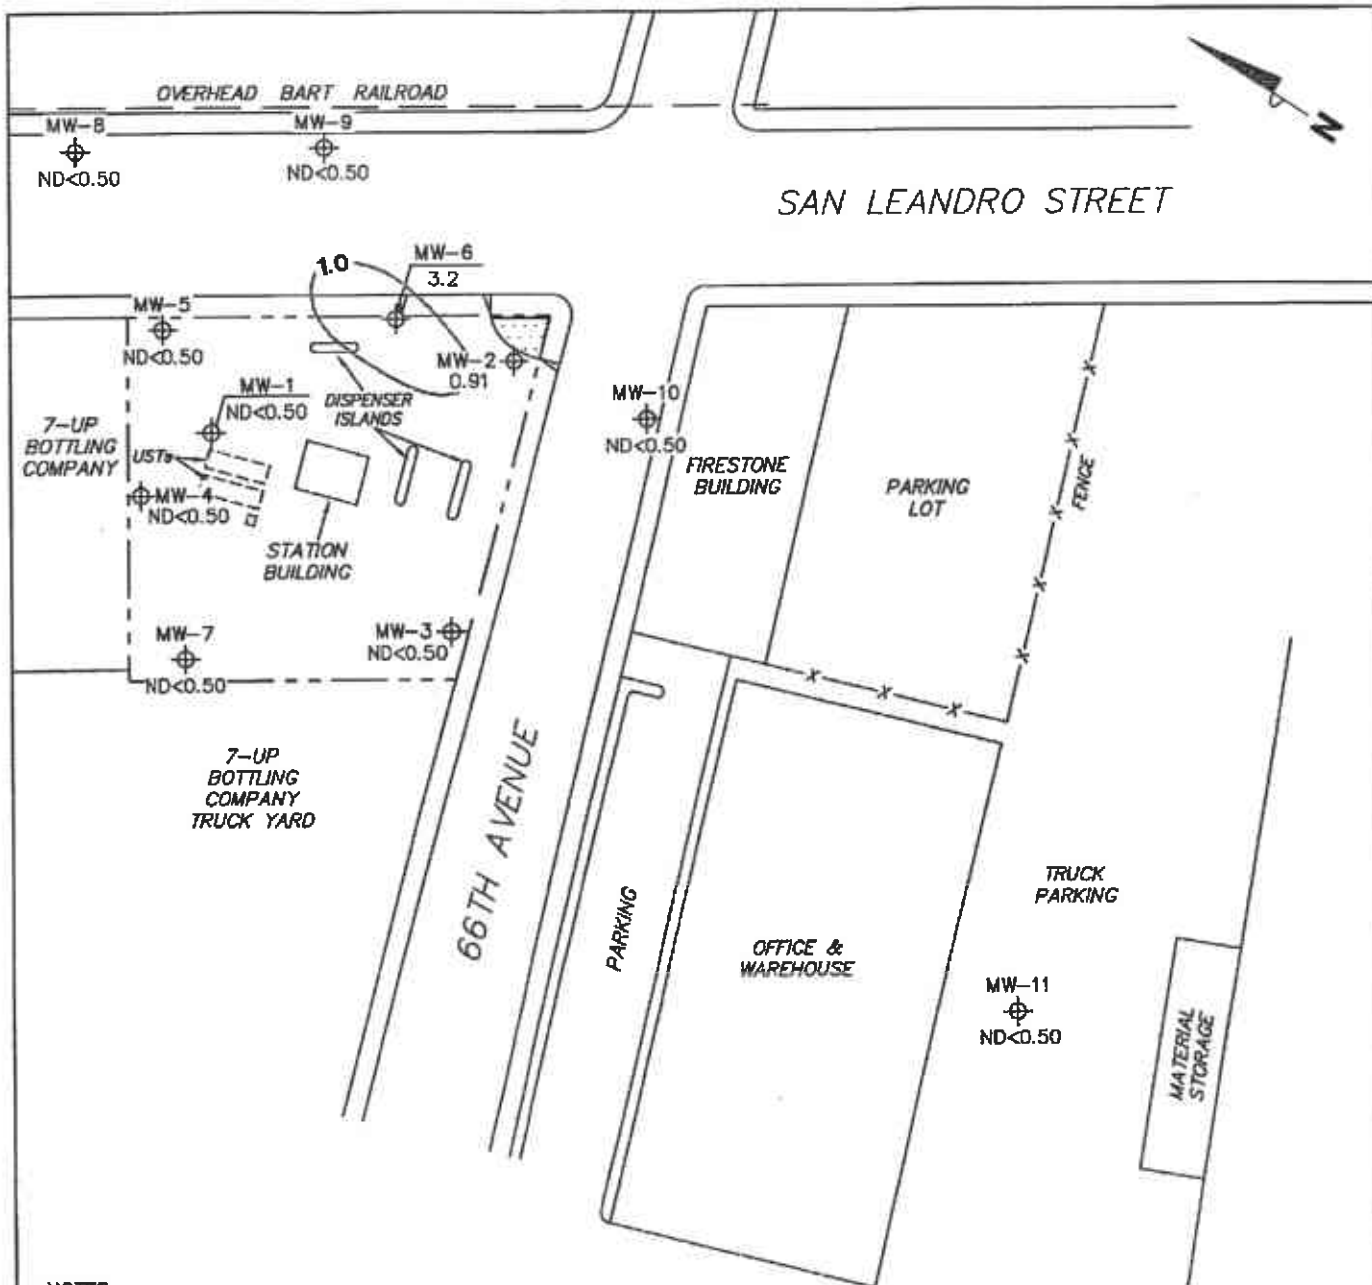 OVERHEAD BART RAILROAD
MW-8
ND<0.50
MW-9
ND<0.50
N
SAN LEANDRO STREET
1.0
MW-6
3.2
MW-5
ND<0.50
MW-2
0.91
MW-1
ND<0.50
DISPENSER
ISLANDS
7-UP
BOTTLING
COMPANY
USTs
MW-4
ND<0.50
STATION
BUILDING
MW-10
ND<0.50
FIRESTONE
BUILDING
PARKING
LOT
X
X
FENCE
X
X
X
MW-7
ND<0.50
MW-3
ND<0.50
X
X
X
7-UP
BOTTLING
COMPANY
TRUCK YARD
66TH AVENUE
PARKING
OFFICE &
WAREHOUSE
TRUCK
PARKING
MW-11
ND<0.50
MATERIAL
STORAGE